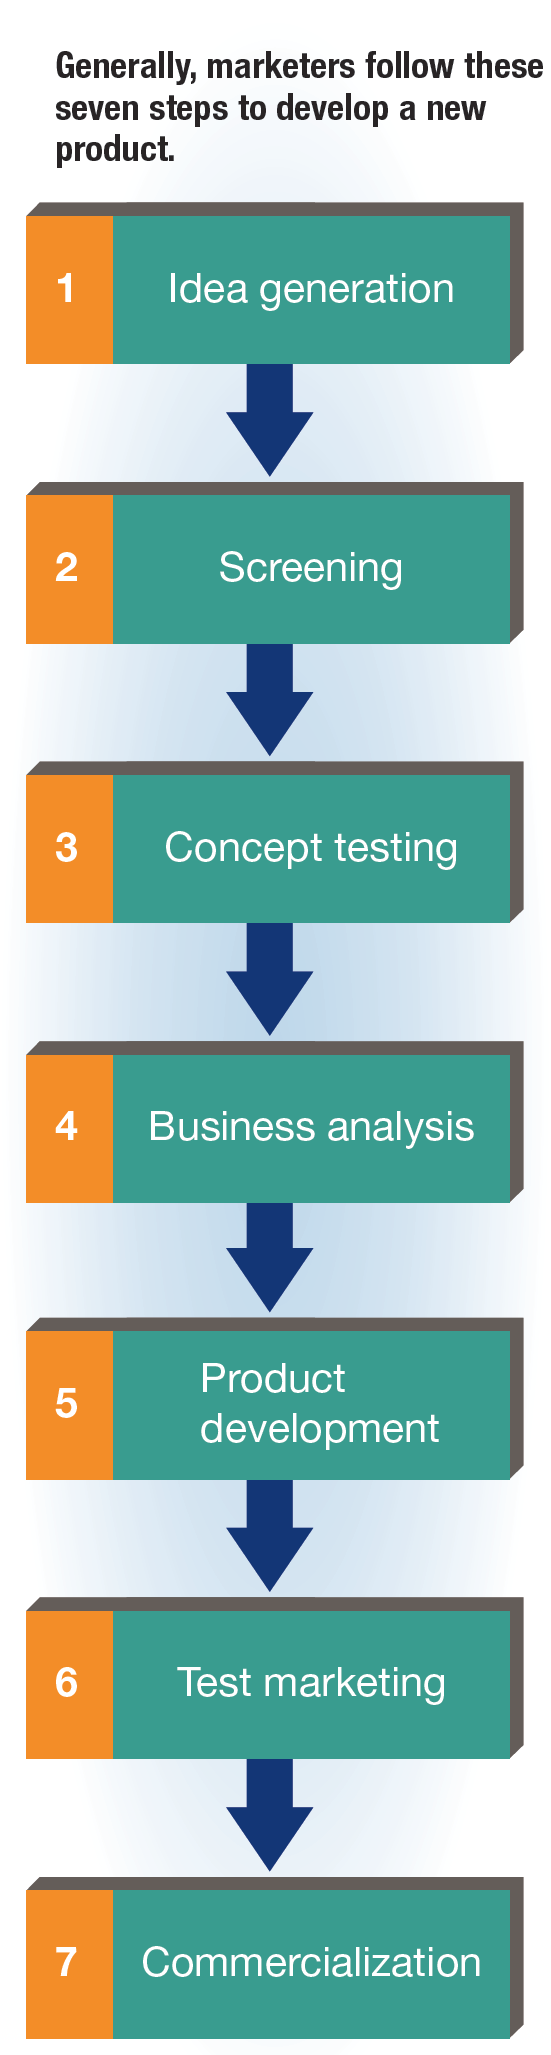 Generally, marketers follow these
seven steps to develop a new
product.
1 Idea generation
2 Screening
3 Concept testing
4 Business analysis
5 Product
development
6 Test marketing
7 Commercialization